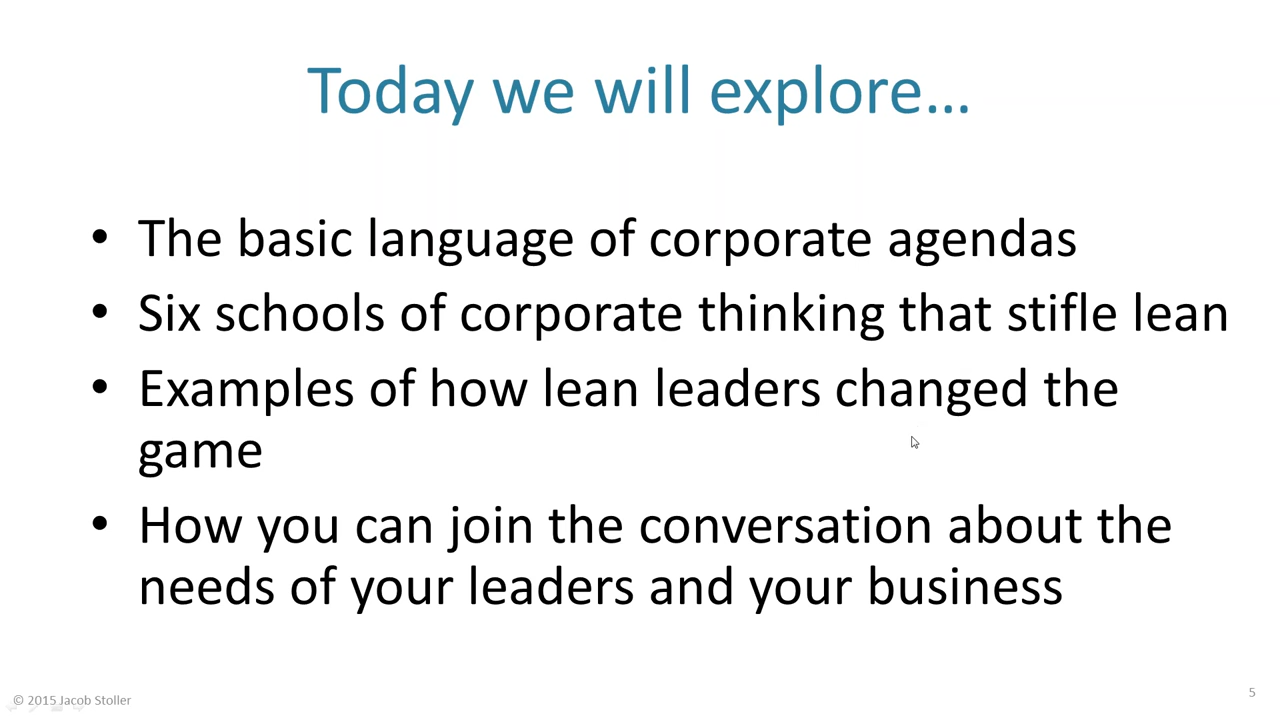 Today we will explore…
• The basic language of corporate agendas
• Six schools of corporate thinking that stifle lean
• Examples of how lean leaders changed the
game
• How you can join the conversation about the
needs of your leaders and your business
© 2015 Jacob Stoller
5